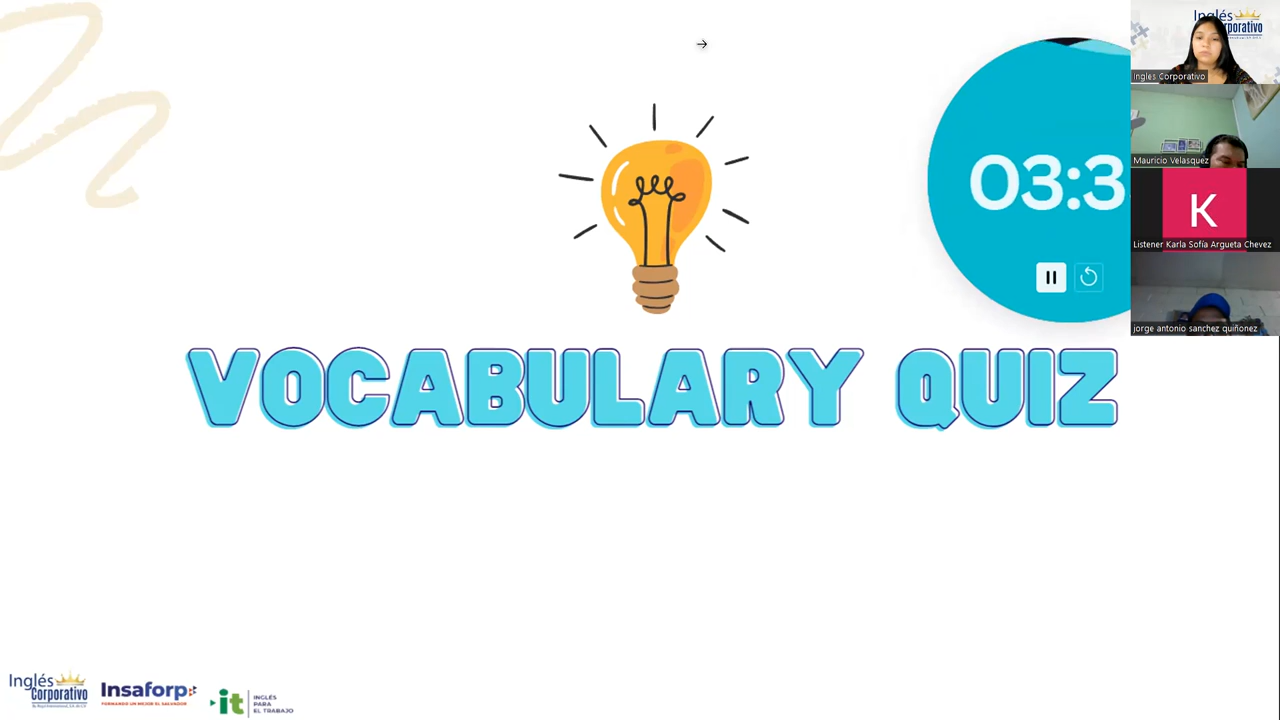 03:3
Inglés
Corporativo
Ingles Corporativo
Mauricio Velasquez
K
Listener Karla Sofía Argueta Chevez
jorge antonio sanchez quiñonez
VOCABULARY QUIZ
Inglés
Corporativo
Insaforp
FORMANDO UN MEJOR EL SALVADOR
it
INGLÉS
PARA
EL TRABAJO